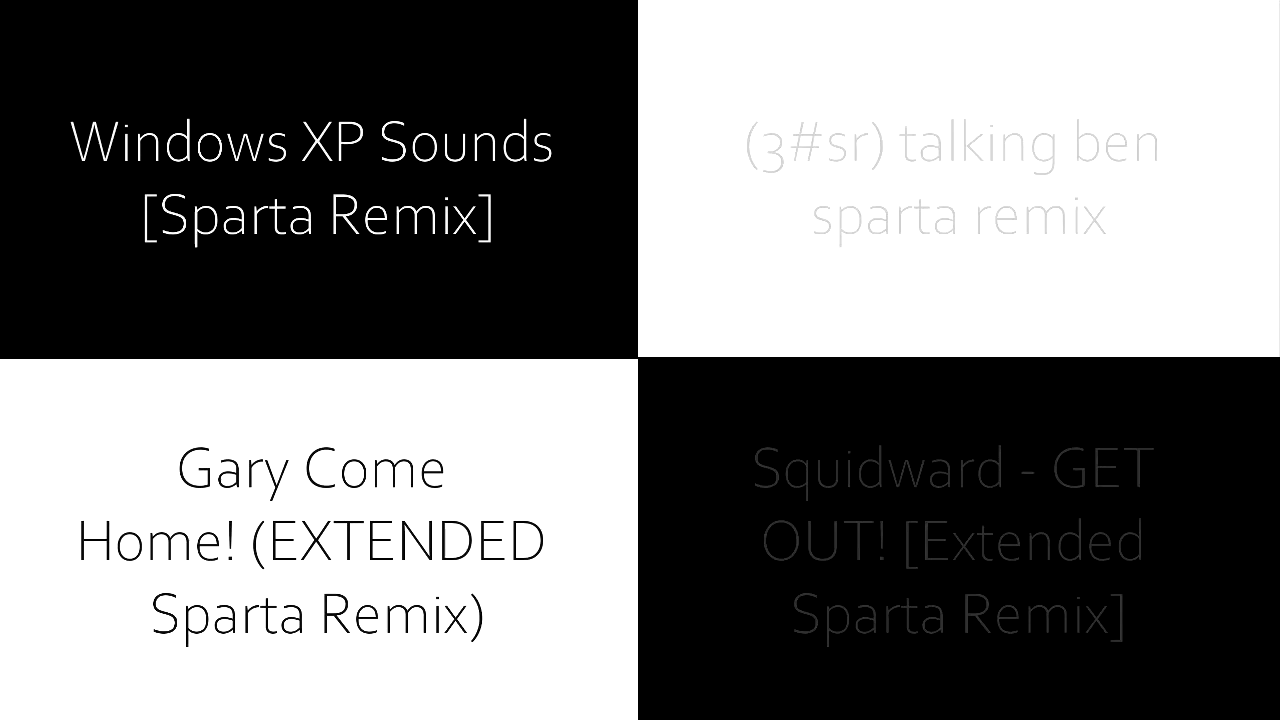 Windows XP Sounds
[Sparta Remix]
(3#sr) talking ben
sparta remix
Gary Come
Home! (EXTENDED
Sparta Remix)
Squidward - GET
OUT! [Extended
Sparta Remix]